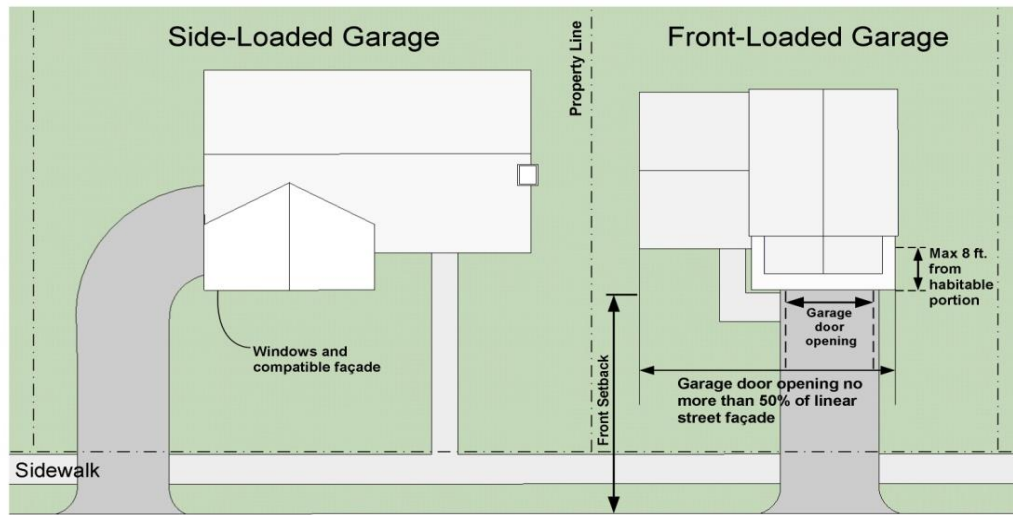 Side-Loaded Garage
Property Line
Front-Loaded Garage
Max 8 ft.
from
habitable
portion
Garage
door
opening
Windows and
compatible façade
Front Setback
Garage door opening no
more than 50% of linear
street façade
Sidewalk